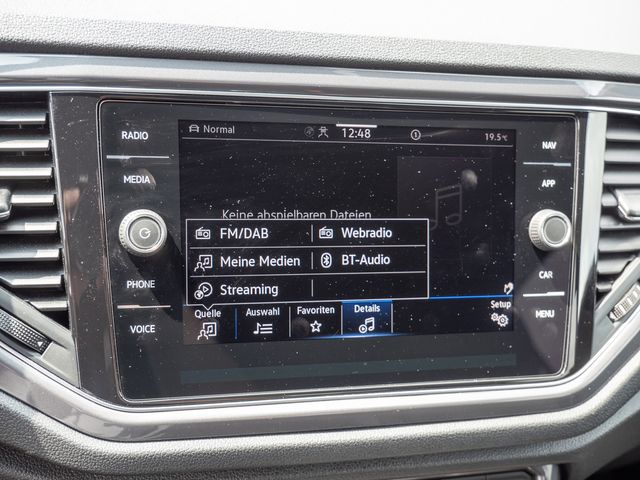 RADIO
MEDIA
PHONE
VOICE
Normal 12:48 1 19.5°C
Keine abspielbaren Dateien
FM/DAB Webradio
Meine Medien BT-Audio
Streaming
Quelle Auswahl Favoriten Details Setup
NAV
APP
CAR
MENU